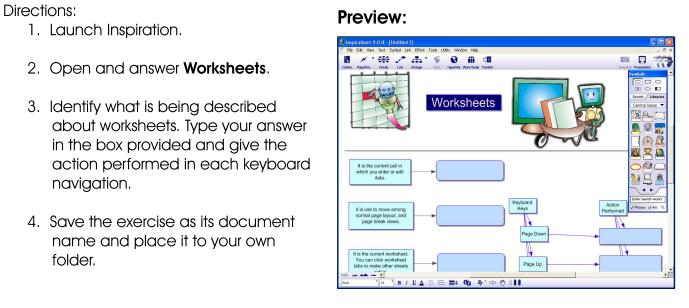 Directions:
1. Launch Inspiration.
2. Open and answer Worksheets.
3. Identify what is being described
about worksheets. Type your answer
in the box provided and give the
action performed in each keyboard
navigation.
4. Save the exercise as its document
name and place it to your own
folder.
Preview:
Inspiration® 9.0 IE - [Untitled 1]
File Edit View Text Symbol Link Effect Tools Utility Window Help
Outline RapidFire Create Link Arrange Hyperlink Word Guide Transfer
Symbols
Search Libraries
Central Ideas
Worksheets
It is the current cell in
which you enter or edit
data.
It is use to move among
normal page layout, and
page break views.
It is the current worksheet.
You can click worksheet
tabs to make other sheets
Keyboard
Keys
Action
Performed
Page Down
Page Up
Enter search words
Photos Art
Arial
B I U A